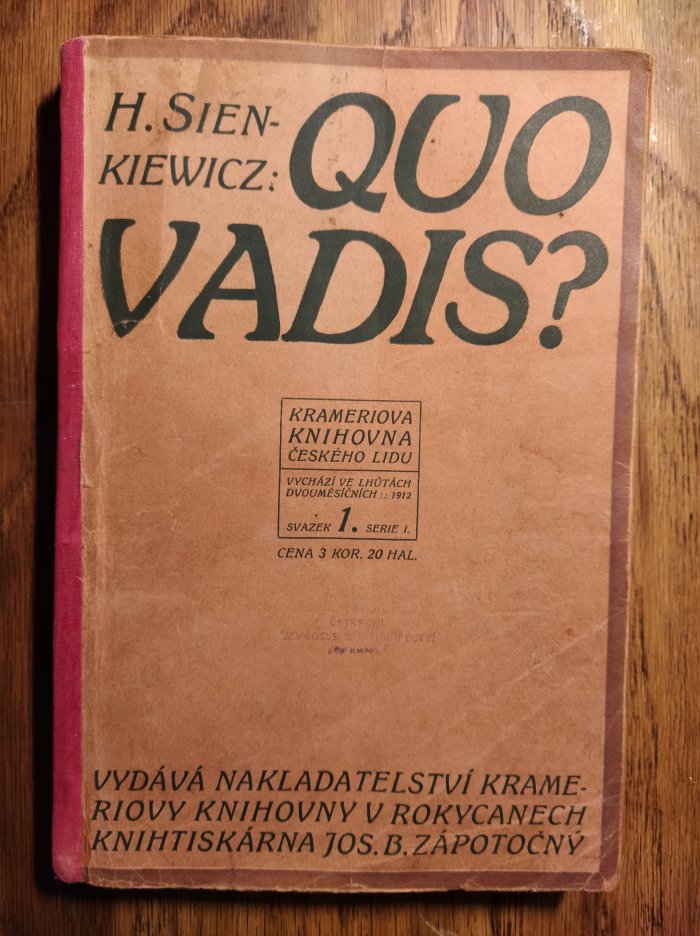 H. SIEN-
KIEWICZ:
QUO
VADIS?
KRAMERIOVA
KNIHOVNA
ČESKÉHO LIDU
VYCHÁZÍ VE LHŮTÁCH
DVOUMĚSÍČNÍCH :: 1912
SVAZEK 1. SERIE I.
CENA 3 KOR. 20 HAL.
VYDÁVÁ NAKLADATELSTVÍ KRAME-
RIOVY KNIHOVNY V ROKYCANECH
KNIHTISKÁRNA JOS. B. ZÁPOTOČNÝ